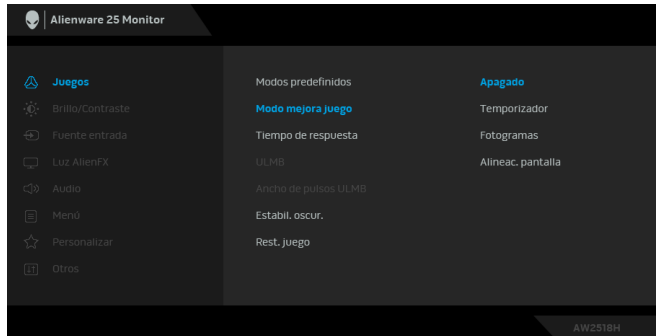 Alienware 25 Monitor
Juegos
Modos predefinidos
Apagado
Brillo/Contraste
Modo mejora juego
Temporizador
Fuente entrada
Tiempo de respuesta
Fotogramas
Luz AlienFX
ULMB
Alineac. pantalla
Audio
Ancho de pulsos ULMB
Menú
Estabil. oscur.
Personalizar
Rest. juego
Otros
AW2518H